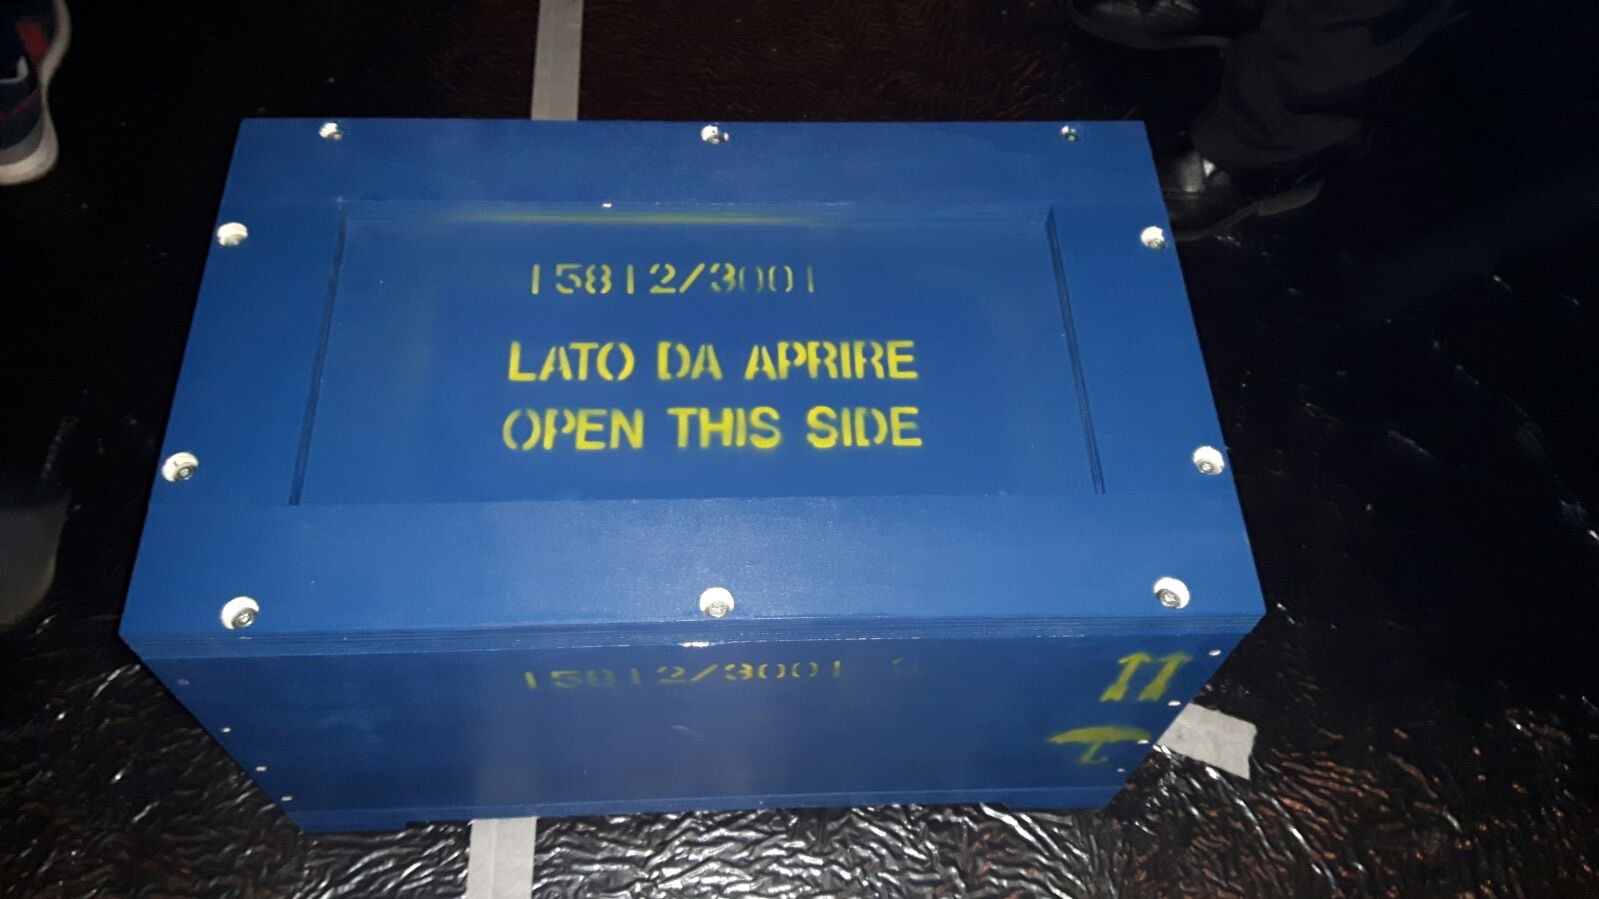 15812/3001
LATO DA APRIRE
OPEN THIS SIDE
15812/3001